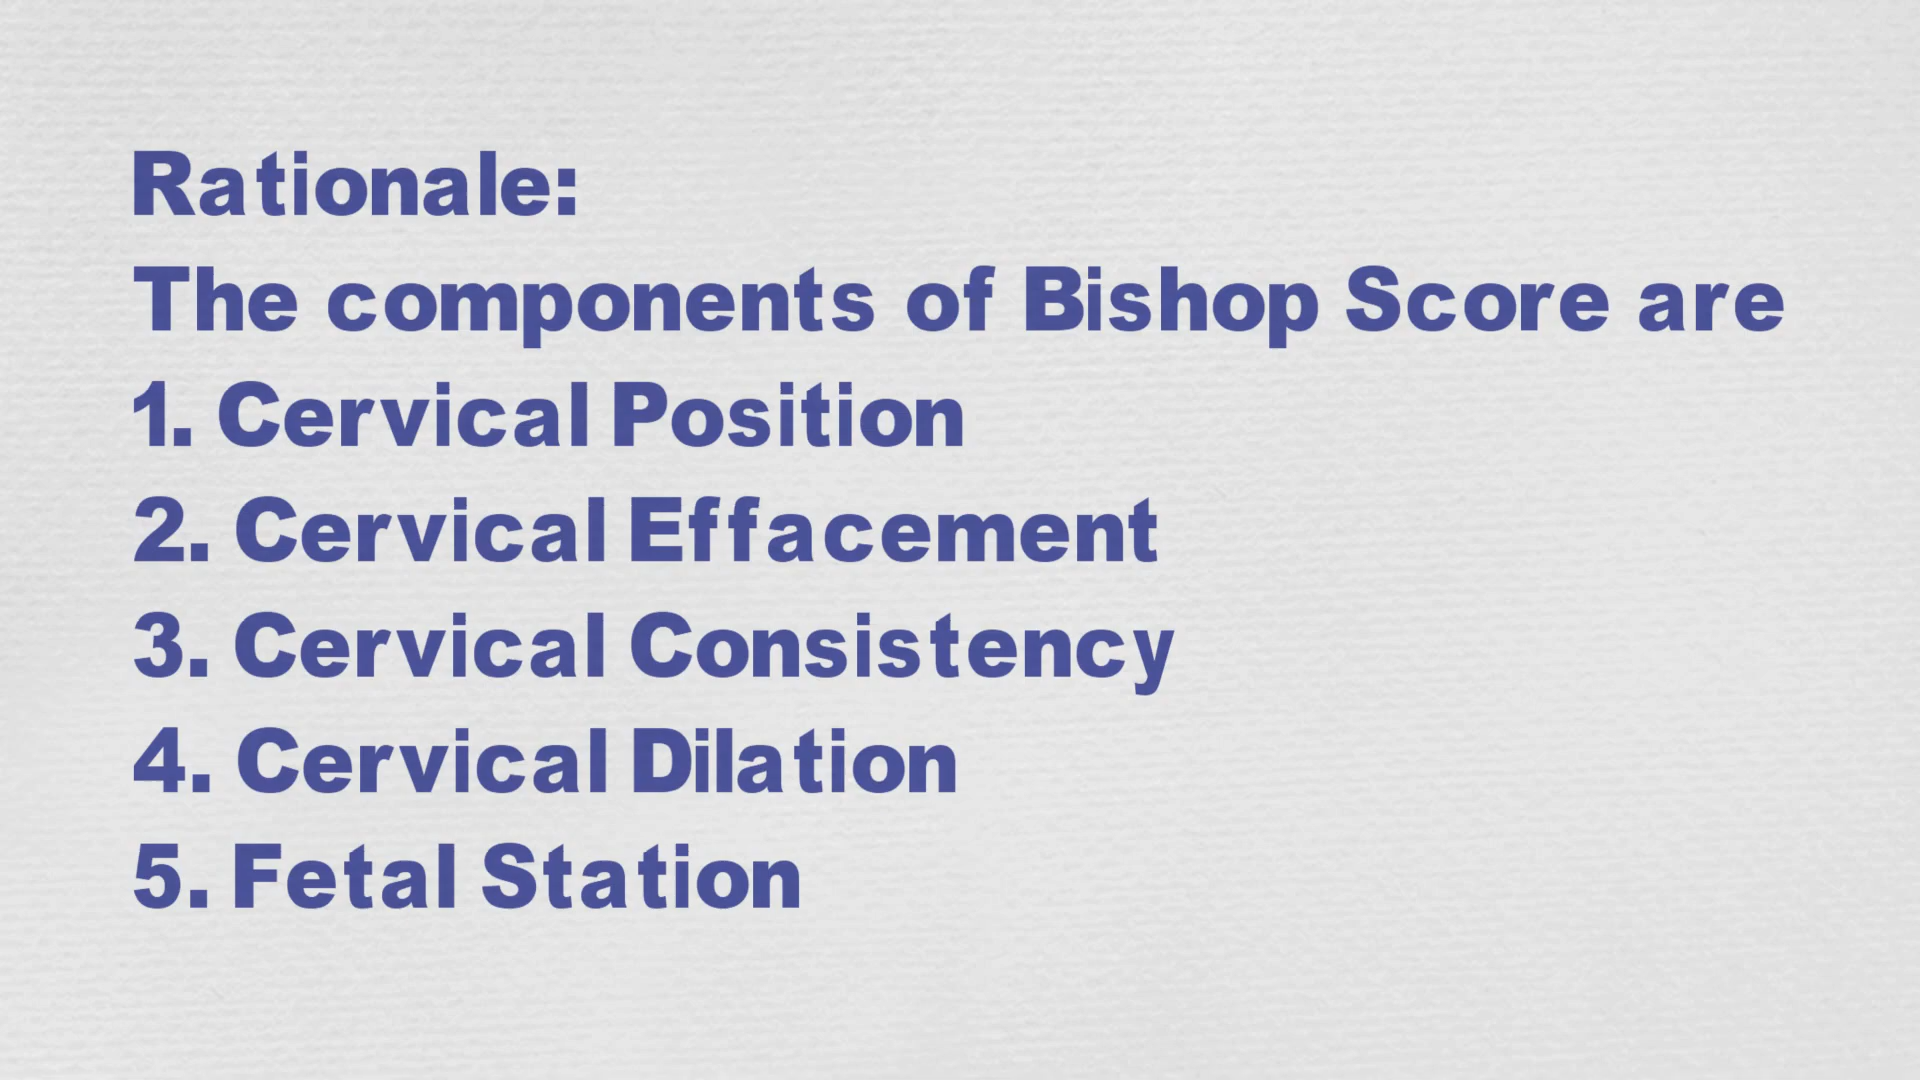 Rationale:
The components of Bishop Score are
1. Cervical Position
2. Cervical Effacement
3. Cervical Consistency
4. Cervical Dilation
5. Fetal Station